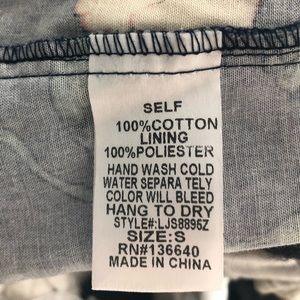 SELF
100%COTTON
LINING
100%POLIESTER
HAND WASH COLD
WATER SEPARA TELY
COLOR WILL BLEED
HANG TO DRY
STYLE#:LJS8895Z
SIZE:S
RN#136640
MADE IN CHINA